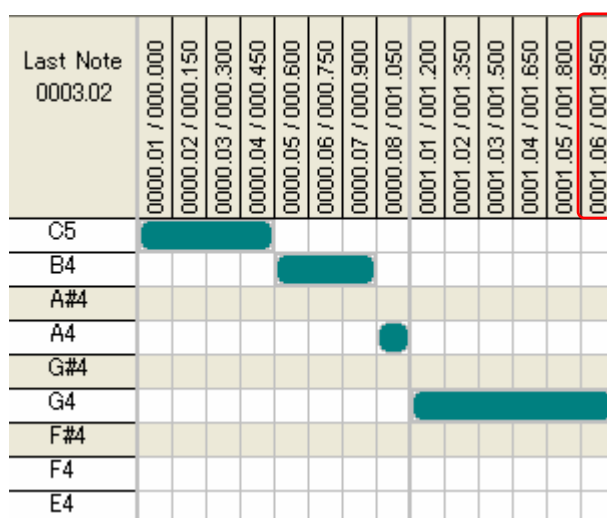 Last Note
0003.02
0000.01 / 000.000
0000.02 / 000.150
0000.03 / 000.300
0000.04 / 000.450
0000.05 / 000.600
0000.06 / 000.750
0000.07 / 000.900
0000.08 / 001.050
0001.01 / 001.200
0001.02 / 001.350
0001.03 / 001.500
0001.04 / 001.650
0001.05 / 001.800
0001.06 / 001.950
C5
B4
A#4
A4
G#4
G4
F#4
F4
E4